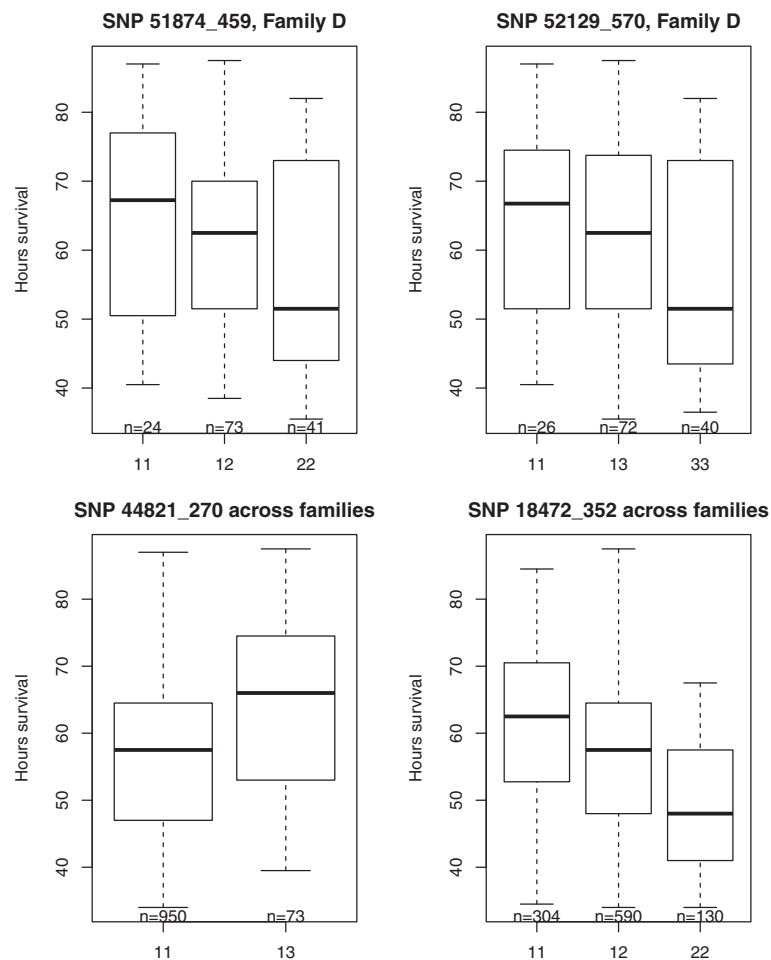 SNP 51874_459, Family D
Hours survival
80
70
60
50
40
n=24 n=73 n=41
11 12 22
SNP 52129_570, Family D
Hours survival
80
70
60
50
40
n=26 n=72 n=40
11 13 33
SNP 44821_270 across families
Hours survival
80
70
60
50
40
n=950 n=73
11 13
SNP 18472_352 across families
Hours survival
80
70
60
50
40
n=304 n=590 n=130
11 12 22